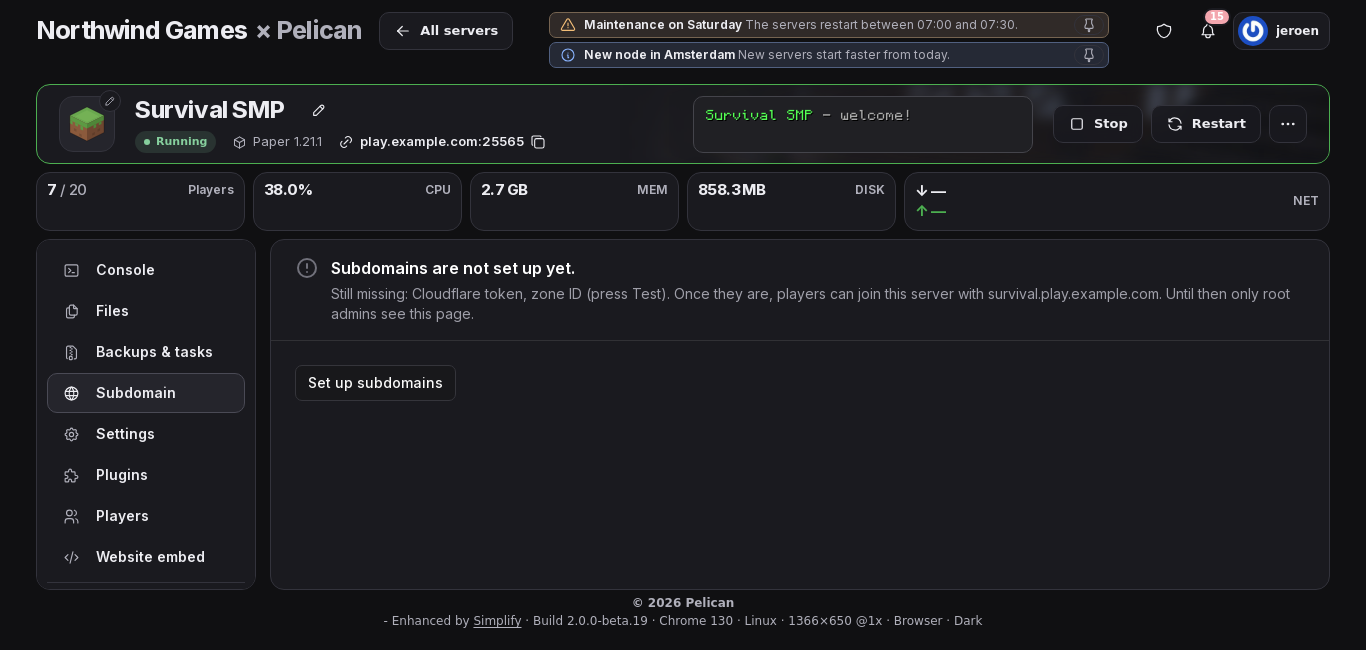 Northwind Games × Pelican
All servers
Maintenance on Saturday The servers restart between 07:00 and 07:30.
New node in Amsterdam New servers start faster from today.
15
jeroen
Survival SMP
Running
Paper 1.21.1
play.example.com:25565
Survival SMP - welcome!
Stop
Restart
7 / 20 Players
38.0% CPU
2.7 GB MEM
858.3 MB DISK
↓ —
↑ —
NET
Console
Files
Backups & tasks
Subdomain
Settings
Plugins
Players
Website embed
Subdomains are not set up yet.
Still missing: Cloudflare token, zone ID (press Test). Once they are, players can join this server with survival.play.example.com. Until then only root
admins see this page.
Set up subdomains
© 2026 Pelican
- Enhanced by Simplify · Build 2.0.0-beta.19 · Chrome 130 · Linux · 1366×650 @1x · Browser · Dark